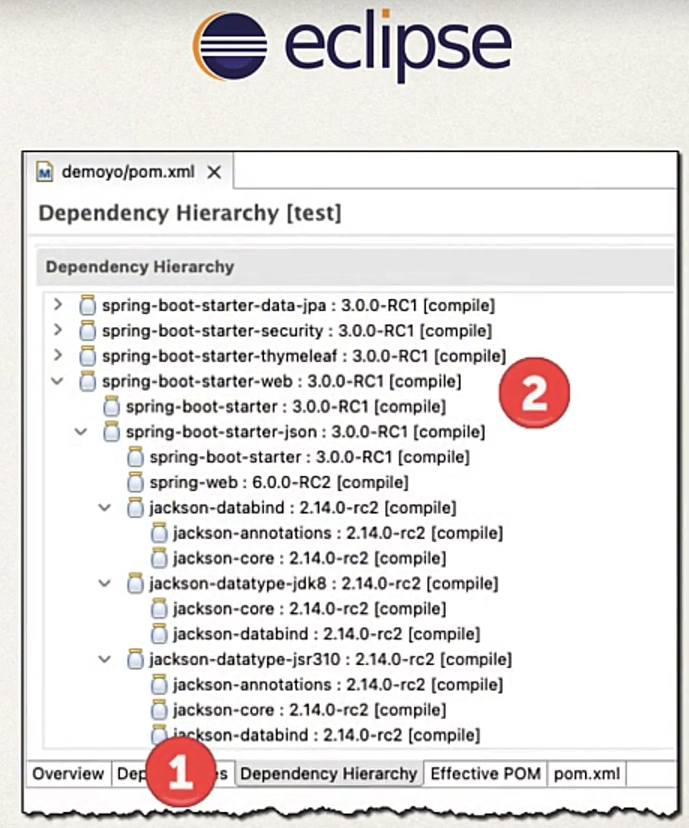 eclipse
demoyo/pom.xml
Dependency Hierarchy [test]
Dependency Hierarchy
spring-boot-starter-data-jpa : 3.0.0-RC1 [compile]
spring-boot-starter-security : 3.0.0-RC1 [compile]
spring-boot-starter-thymeleaf : 3.0.0-RC1 [compile]
spring-boot-starter-web : 3.0.0-RC1 [compile]
2
spring-boot-starter : 3.0.0-RC1 [compile]
spring-boot-starter-json : 3.0.0-RC1 [compile]
spring-boot-starter : 3.0.0-RC1 [compile]
spring-web : 6.0.0-RC2 [compile]
jackson-databind : 2.14.0-rc2 [compile]
jackson-annotations : 2.14.0-rc2 [compile]
jackson-core : 2.14.0-rc2 [compile]
jackson-datatype-jdk8 : 2.14.0-rc2 [compile]
jackson-core : 2.14.0-rc2 [compile]
jackson-databind : 2.14.0-rc2 [compile]
jackson-datatype-jsr310 : 2.14.0-rc2 [compile]
jackson-annotations : 2.14.0-rc2 [compile]
jackson-core : 2.14.0-rc2 [compile]
jackson-databind : 2.14.0-rc2 [compile]
Overview 1 Dependency Hierarchy Effective POM pom.xml